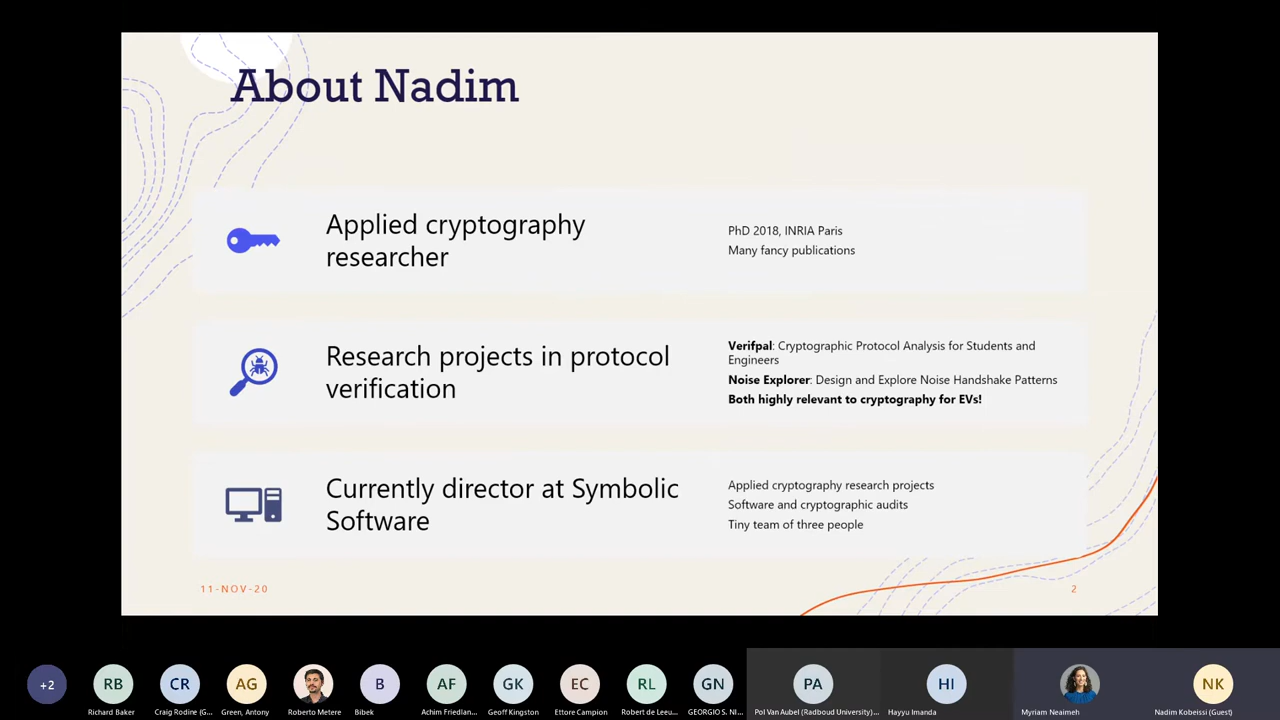 About Nadim
Applied cryptography
researcher
PhD 2018, INRIA Paris
Many fancy publications
Research projects in protocol
verification
Verifpal: Cryptographic Protocol Analysis for Students and
Engineers
Noise Explorer: Design and Explore Noise Handshake Patterns
Both highly relevant to cryptography for EVs!
Currently director at Symbolic
Software
Applied cryptography research projects
Software and cryptographic audits
Tiny team of three people
11-NOV-20
2
+2
RB
CR
AG
B
AF
GK
EC
RL
GN
PA
HI
NK
Richard Baker
Craig Rodine (G...
Green, Antony
Roberto Metere
Bibek
Achim Friedlan...
Geoff Kingston
Ettore Campion
Robert de Leeu...
GEORGIOS S. NI...
Pol Van Aubel (Radboud University)...
Hayyu Imanda
Myriam Neaimeh
Nadim Kobeissi (Guest)